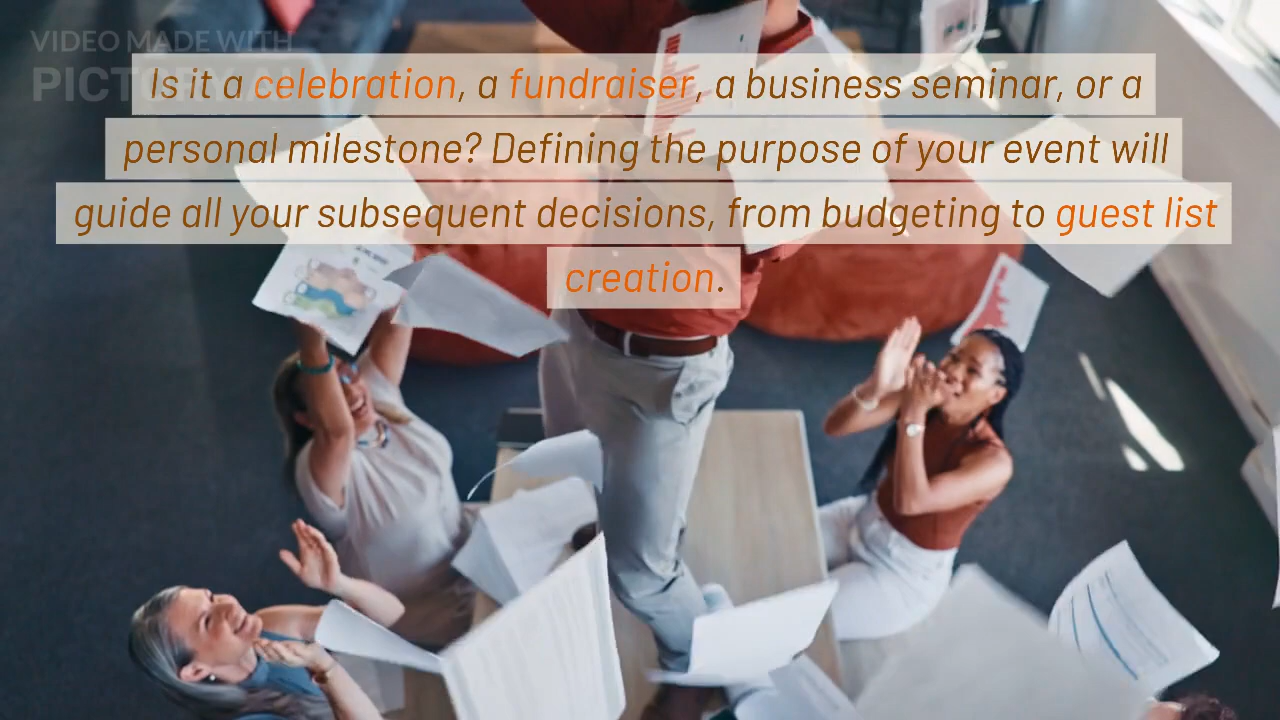 VIDEO MADE WITH
Is it a celebration, a fundraiser, a business seminar, or a
personal milestone? Defining the purpose of your event will
guide all your subsequent decisions, from budgeting to guest list
creation.